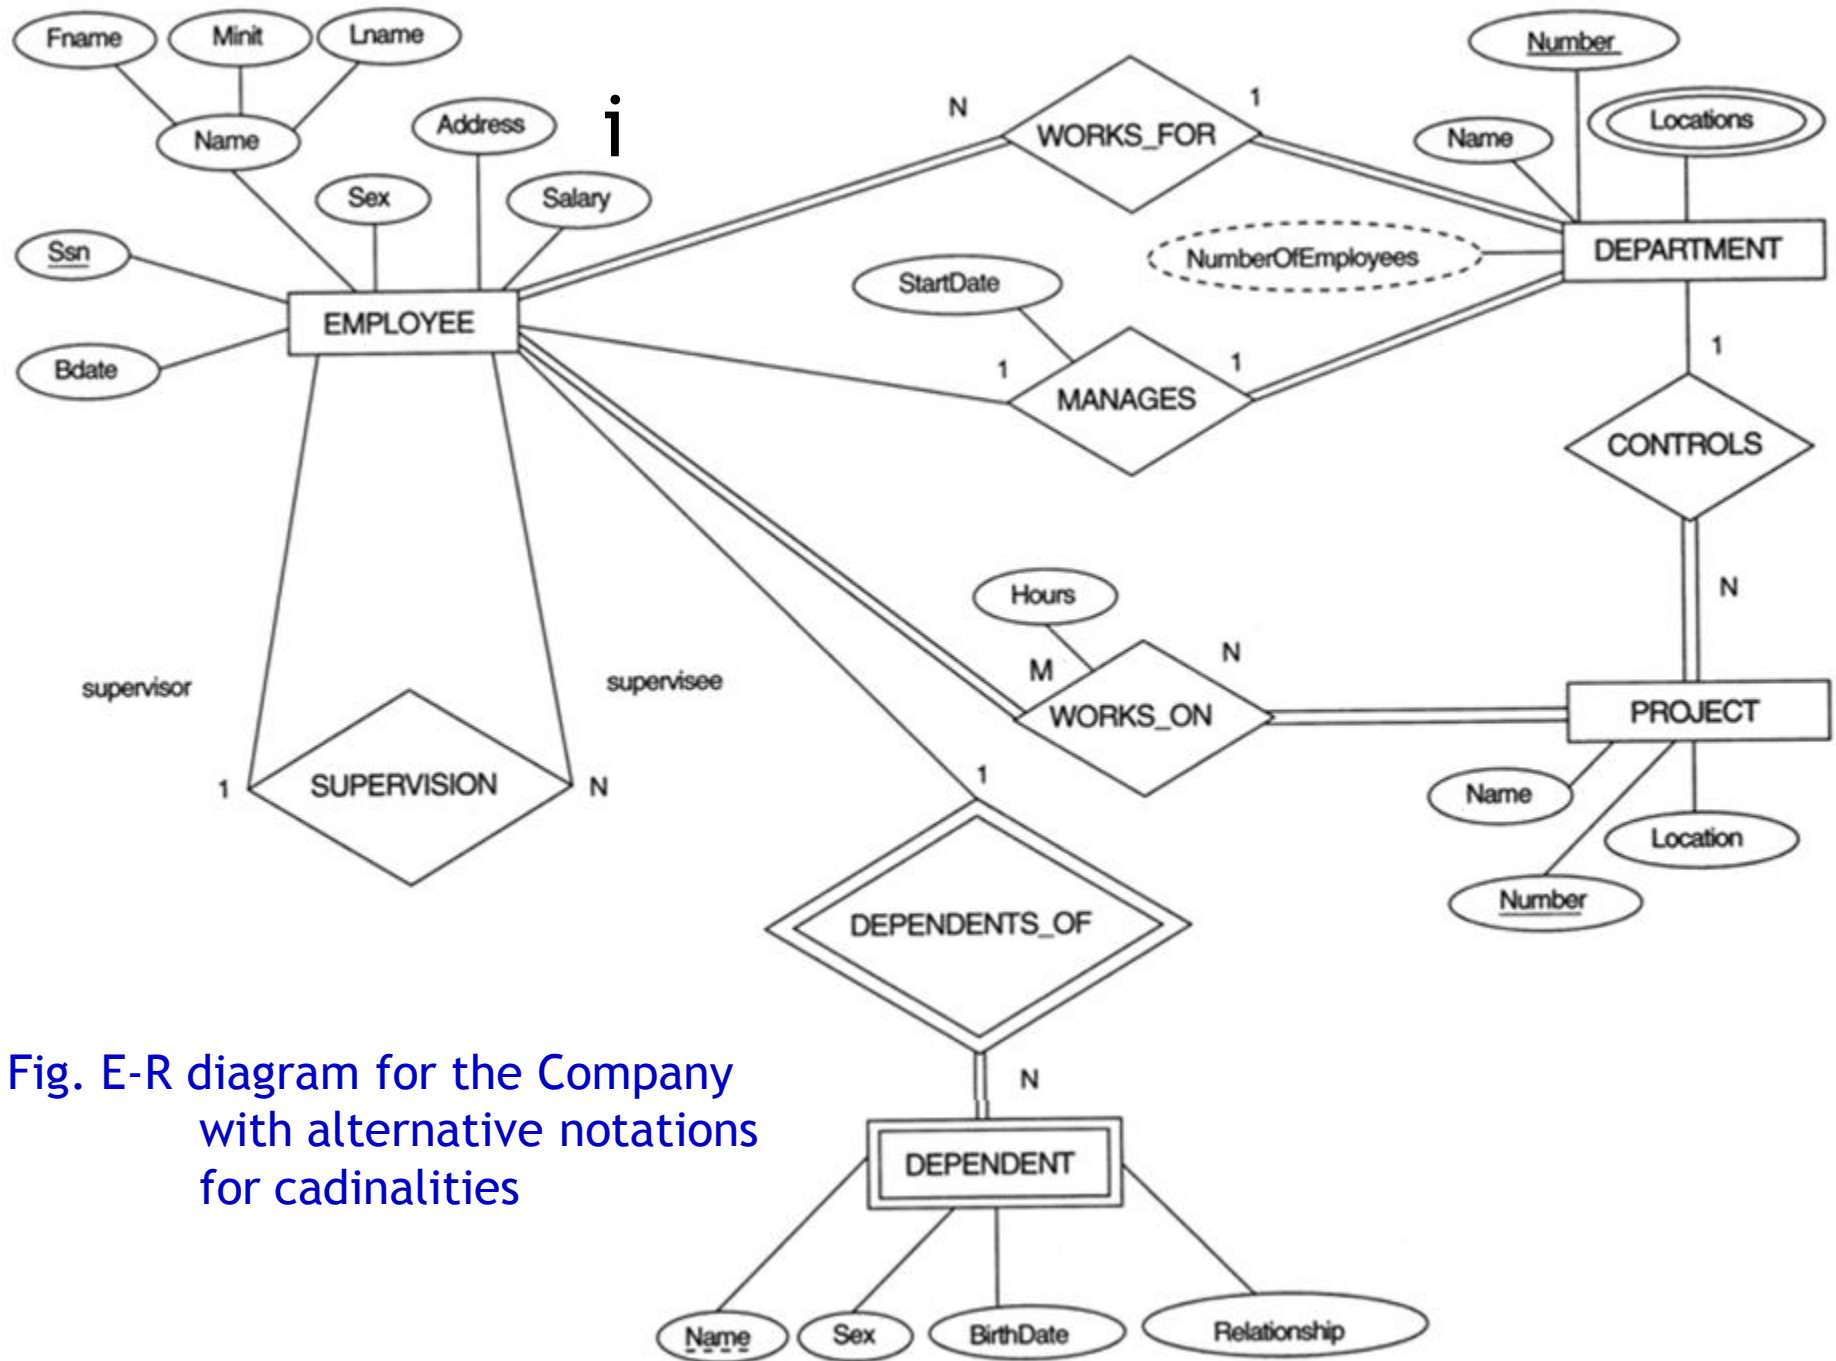 Fname
Minit
Lname
Number
Name
Address
i
N
WORKS_FOR
1
Name
Locations
Sex
Salary
Ssn
StartDate
NumberOfEmployees
DEPARTMENT
EMPLOYEE
Bdate
1
MANAGES
1
1
CONTROLS
Hours
N
M
N
supervisor
supervisee
WORKS_ON
PROJECT
1
SUPERVISION
N
1
Name
Location
Number
DEPENDENTS_OF
Fig. E-R diagram for the Company
with alternative notations
for cadinalities
N
DEPENDENT
Name
Sex
BirthDate
Relationship